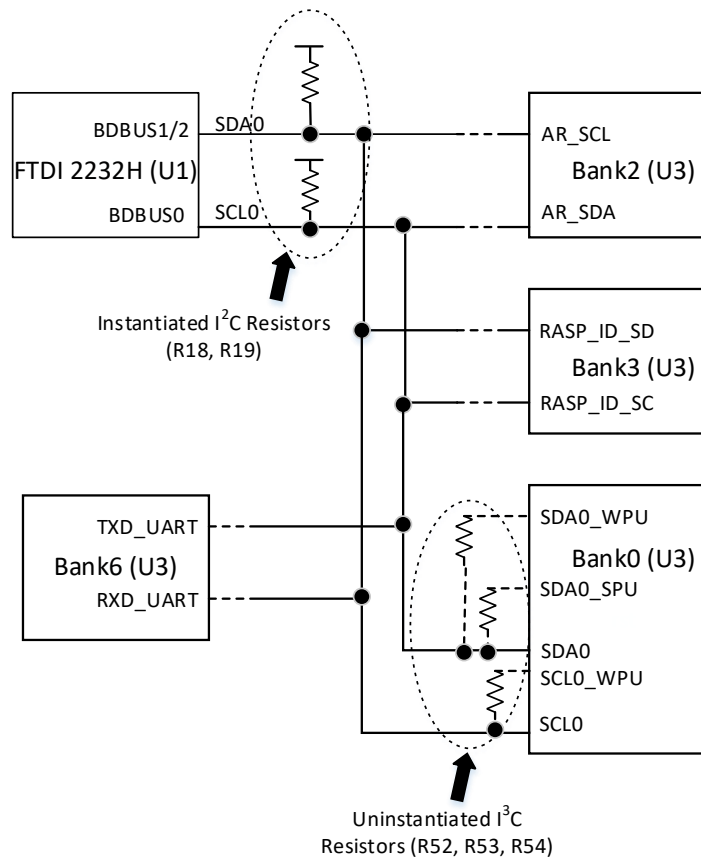 BDBUS1/2
SDA0
FTDI 2232H (U1)
BDBUS0
SCL0
AR_SCL
Bank2 (U3)
AR_SDA
Instantiated I²C Resistors
(R18, R19)
RASP_ID_SD
Bank3 (U3)
RASP_ID_SC
TXD_UART
Bank6 (U3)
RXD_UART
SDA0_WPU
Bank0 (U3)
SDA0_SPU
SDA0
SCL0_WPU
SCL0
Uninstantiated I³C
Resistors (R52, R53, R54)